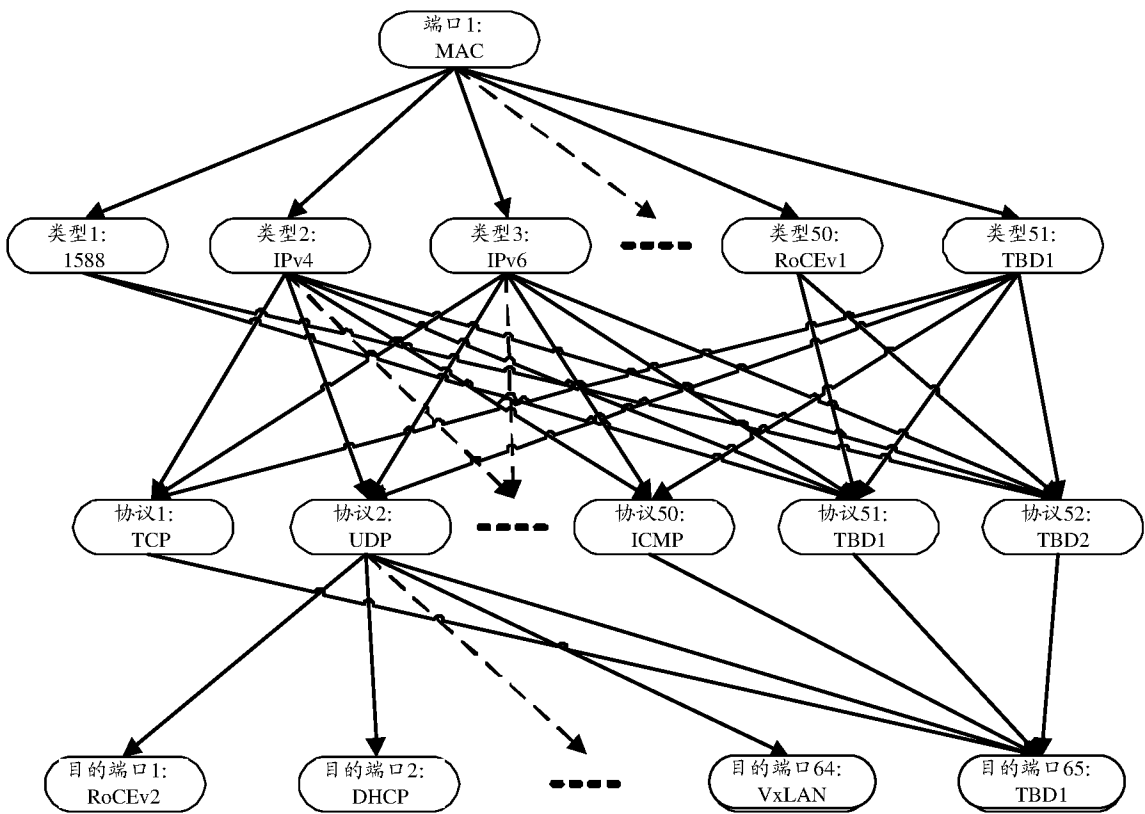 端口1:
MAC
类型1:
1588
类型2:
IPv4
类型3:
IPv6
类型50:
RoCEv1
类型51:
TBD1
协议1:
TCP
协议2:
UDP
协议50:
ICMP
协议51:
TBD1
协议52:
TBD2
目的端口1:
RoCEv2
目的端口2:
DHCP
目的端口64:
VxLAN
目的端口65:
TBD1